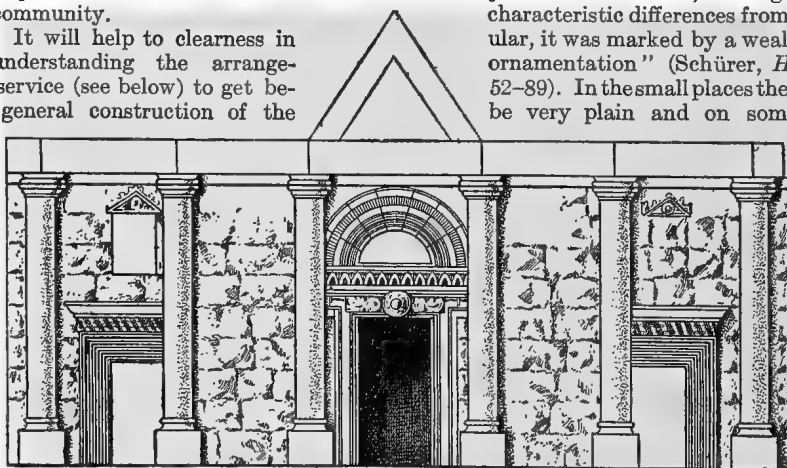 community.
It will help to clearness in
understanding the arrange-
service (see below) to get be-
general construction of the
characteristic differences from
ular, it was marked by a weal
ornamentation" (Schürer, H
52–89). In the small places the
be very plain and on som